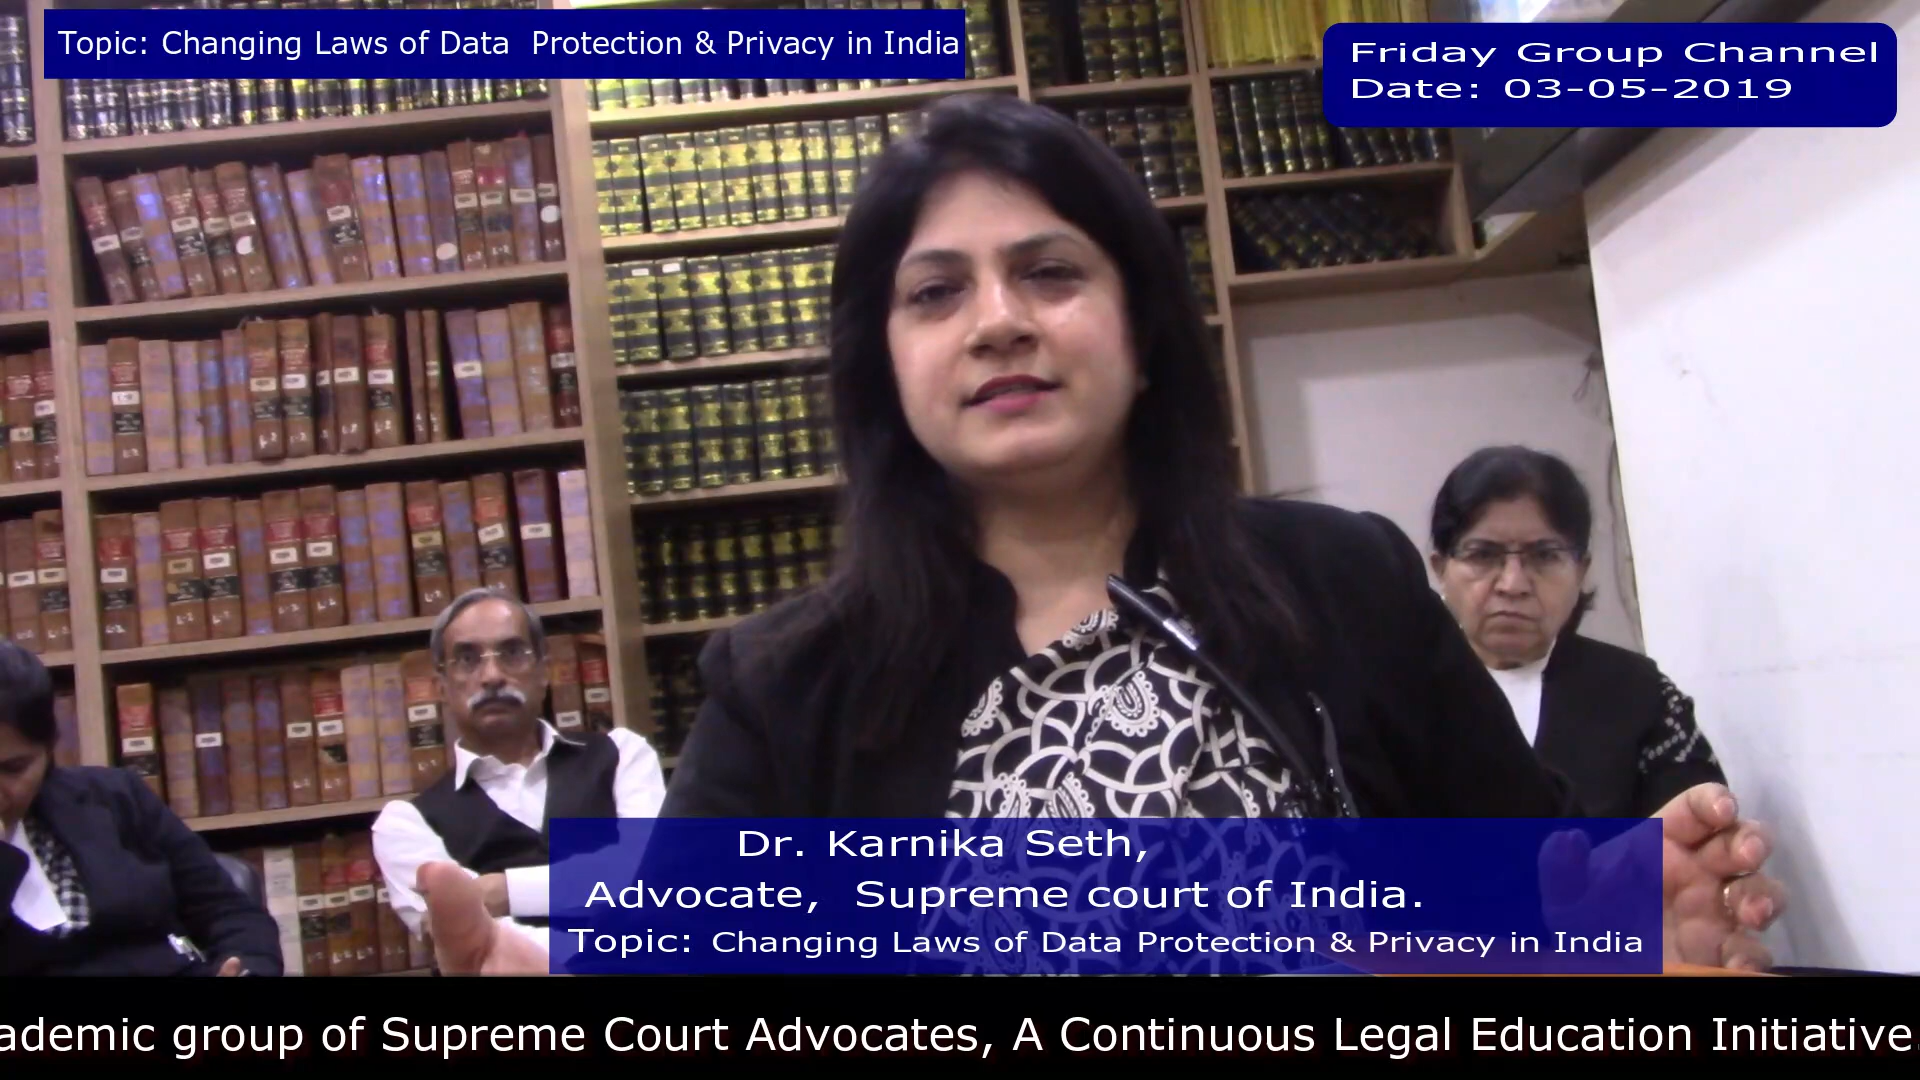 Topic: Changing Laws of Data Protection & Privacy in India
Friday Group Channel
Date: 03-05-2019
Dr. Karnika Seth,
Advocate, Supreme court of India.
Topic: Changing Laws of Data Protection & Privacy in India
ademic group of Supreme Court Advocates, A Continuous Legal Education Initiative.